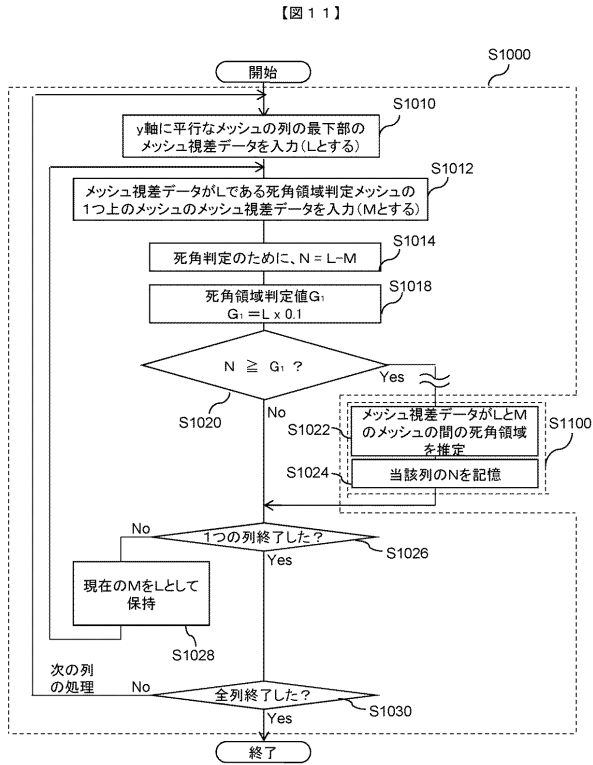 【図１１】
S1000
開始
S1010
y軸に平行なメッシュの列の最下部の
メッシュ視差データを入力(Lとする)
S1012
メッシュ視差データがLである死角領域判定メッシュの
1つ上のメッシュのメッシュ視差データを入力(Mとする)
S1014
死角判定のために、N＝L-M
S1018
死角領域判定値G₁
G₁＝L x 0.1
N ≧ G₁ ?
Yes
S1020
No
S1022
メッシュ視差データがLとM
のメッシュの間の死角領域
を推定
S1100
S1024
当該列のNを記憶
No
1つの列終了した?
S1026
Yes
現在のMをLとして
保持
S1028
次の列
の処理
No
全列終了した?
S1030
Yes
終了